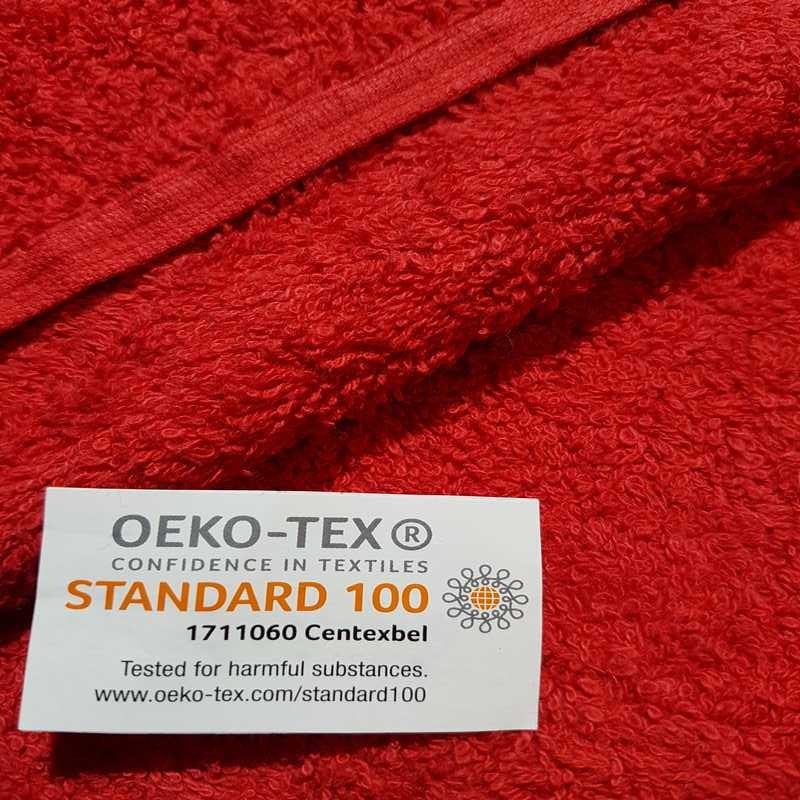 OEKO-TEX®
CONFIDENCE IN TEXTILES
STANDARD 100
1711060 Centexbel
Tested for harmful substances.
www.oeko-tex.com/standard100